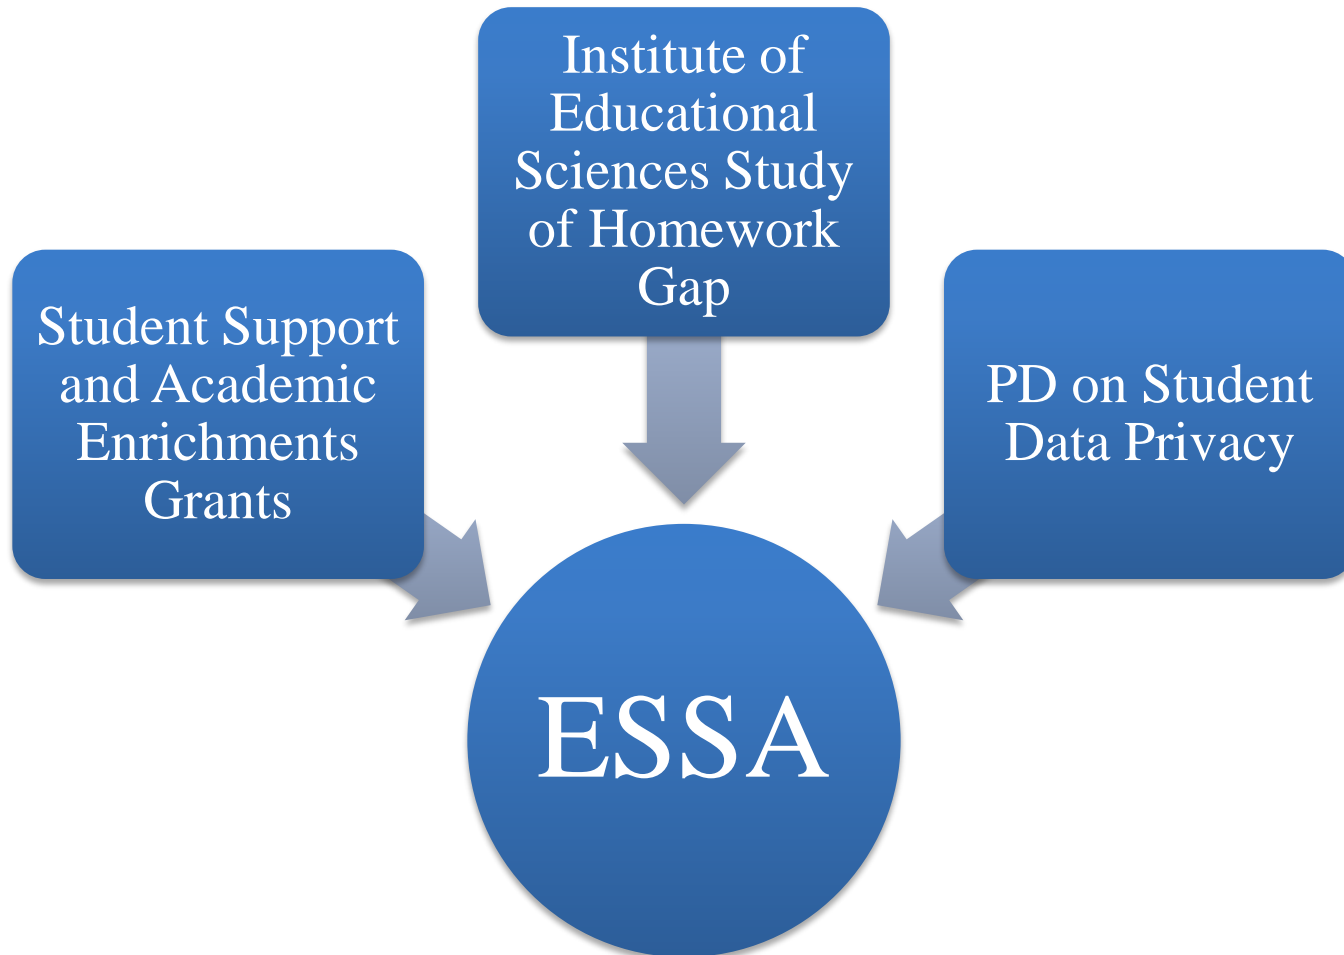 Institute of
Educational
Sciences Study
of Homework
Gap
Student Support
and Academic
Enrichments
Grants
PD on Student
Data Privacy
ESSA